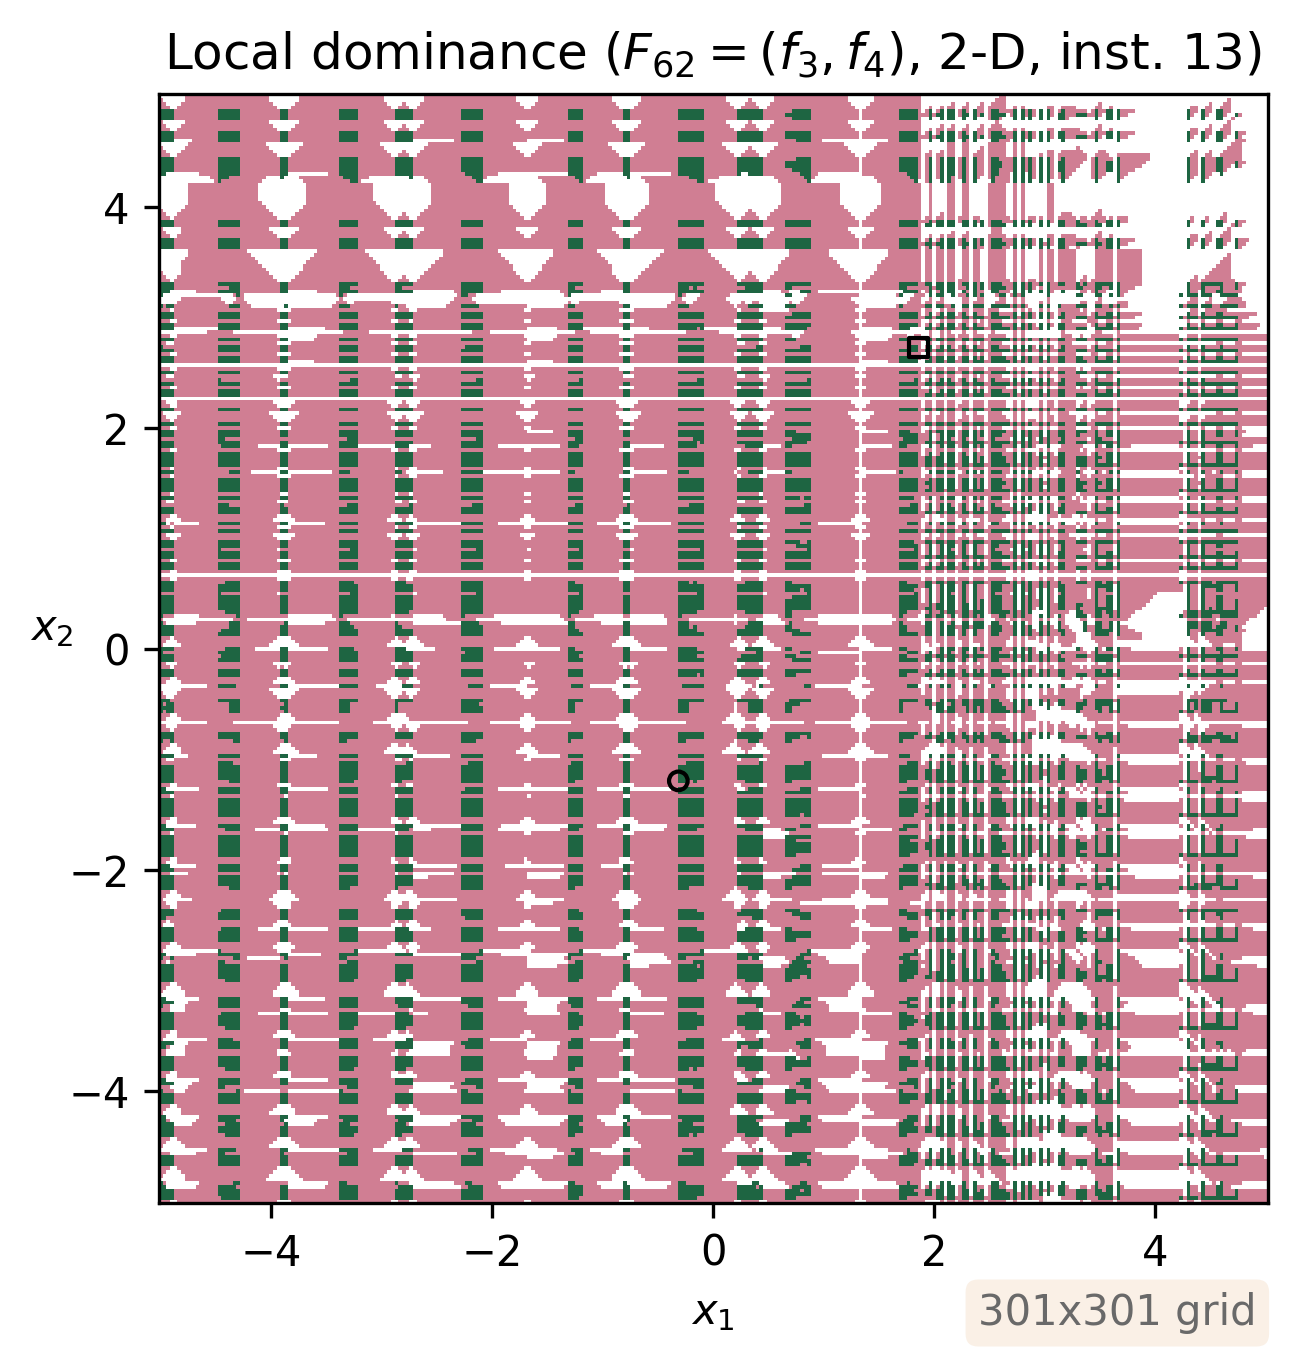 Local dominance (F₆₂ = (f₃, f₄), 2-D, inst. 13)
4
2
x₂
0
−2
−4
−4 −2 0 2 4
x₁
301x301 grid